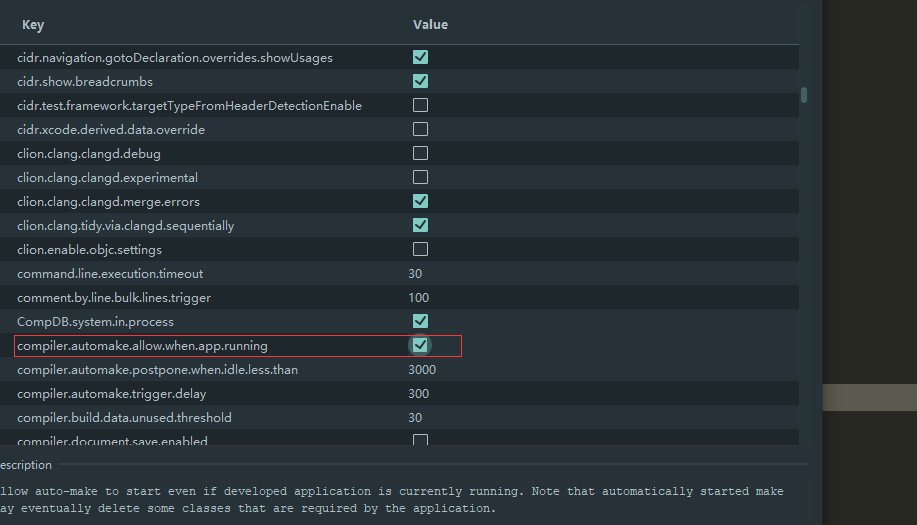 Key Value
cidr.navigation.gotoDeclaration.overrides.showUsages
cidr.show.breadcrumbs
cidr.test.framework.targetTypeFromHeaderDetectionEnable
cidr.xcode.derived.data.override
clion.clang.clangd.debug
clion.clang.clangd.experimental
clion.clang.clangd.merge.errors
clion.clang.tidy.via.clangd.sequentially
clion.enable.objc.settings
command.line.execution.timeout 30
comment.by.line.bulk.lines.trigger 100
CompDB.system.in.process
compiler.automake.allow.when.app.running
compiler.automake.postpone.when.idle.less.than 3000
compiler.automake.trigger.delay 300
compiler.build.data.unused.threshold 30
compiler.document.save.enabled
escription
llow auto-make to start even if developed application is currently running. Note that automatically started make
ay eventually delete some classes that are required by the application.